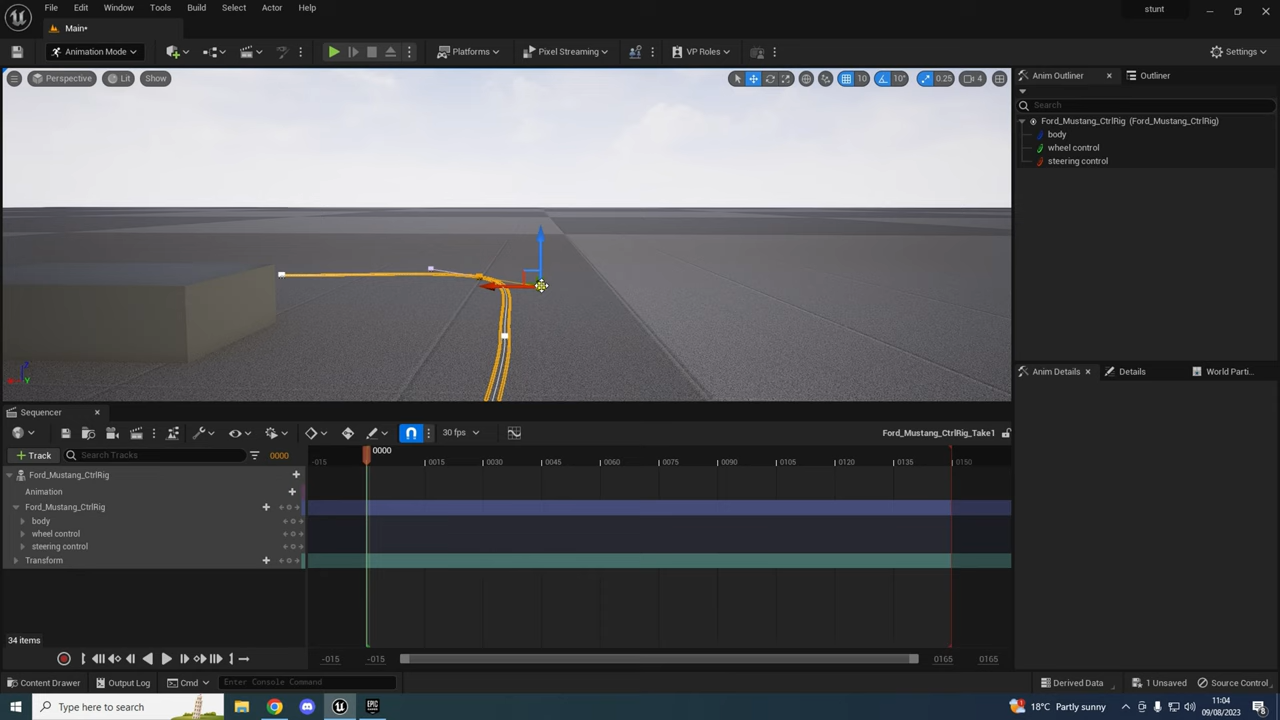 File Edit Window Tools Build Select Actor Help
stunt
Main*
Animation Mode Platforms Pixel Streaming VP Roles Settings
Perspective Lit Show 10 10° 0.25 4
Anim Outliner Outliner
Search
Ford_Mustang_CtrlRig (Ford_Mustang_CtrlRig)
body
wheel control
steering control
Anim Details Details World Parti...
Sequencer
30 fps Ford_Mustang_CtrlRig_Take1
Track Search Tracks 0000
0000
-015 0015 0030 0045 0060 0075 0090 0105 0120 0135 0150
Ford_Mustang_CtrlRig
Animation
Ford_Mustang_CtrlRig
body
wheel control
steering control
Transform
34 items
-015 -015 0165 0165
Content Drawer Output Log Cmd Enter Console Command Derived Data 1 Unsaved Source Control
Type here to search EPIC 18°C Partly sunny 11:04
09/08/2023